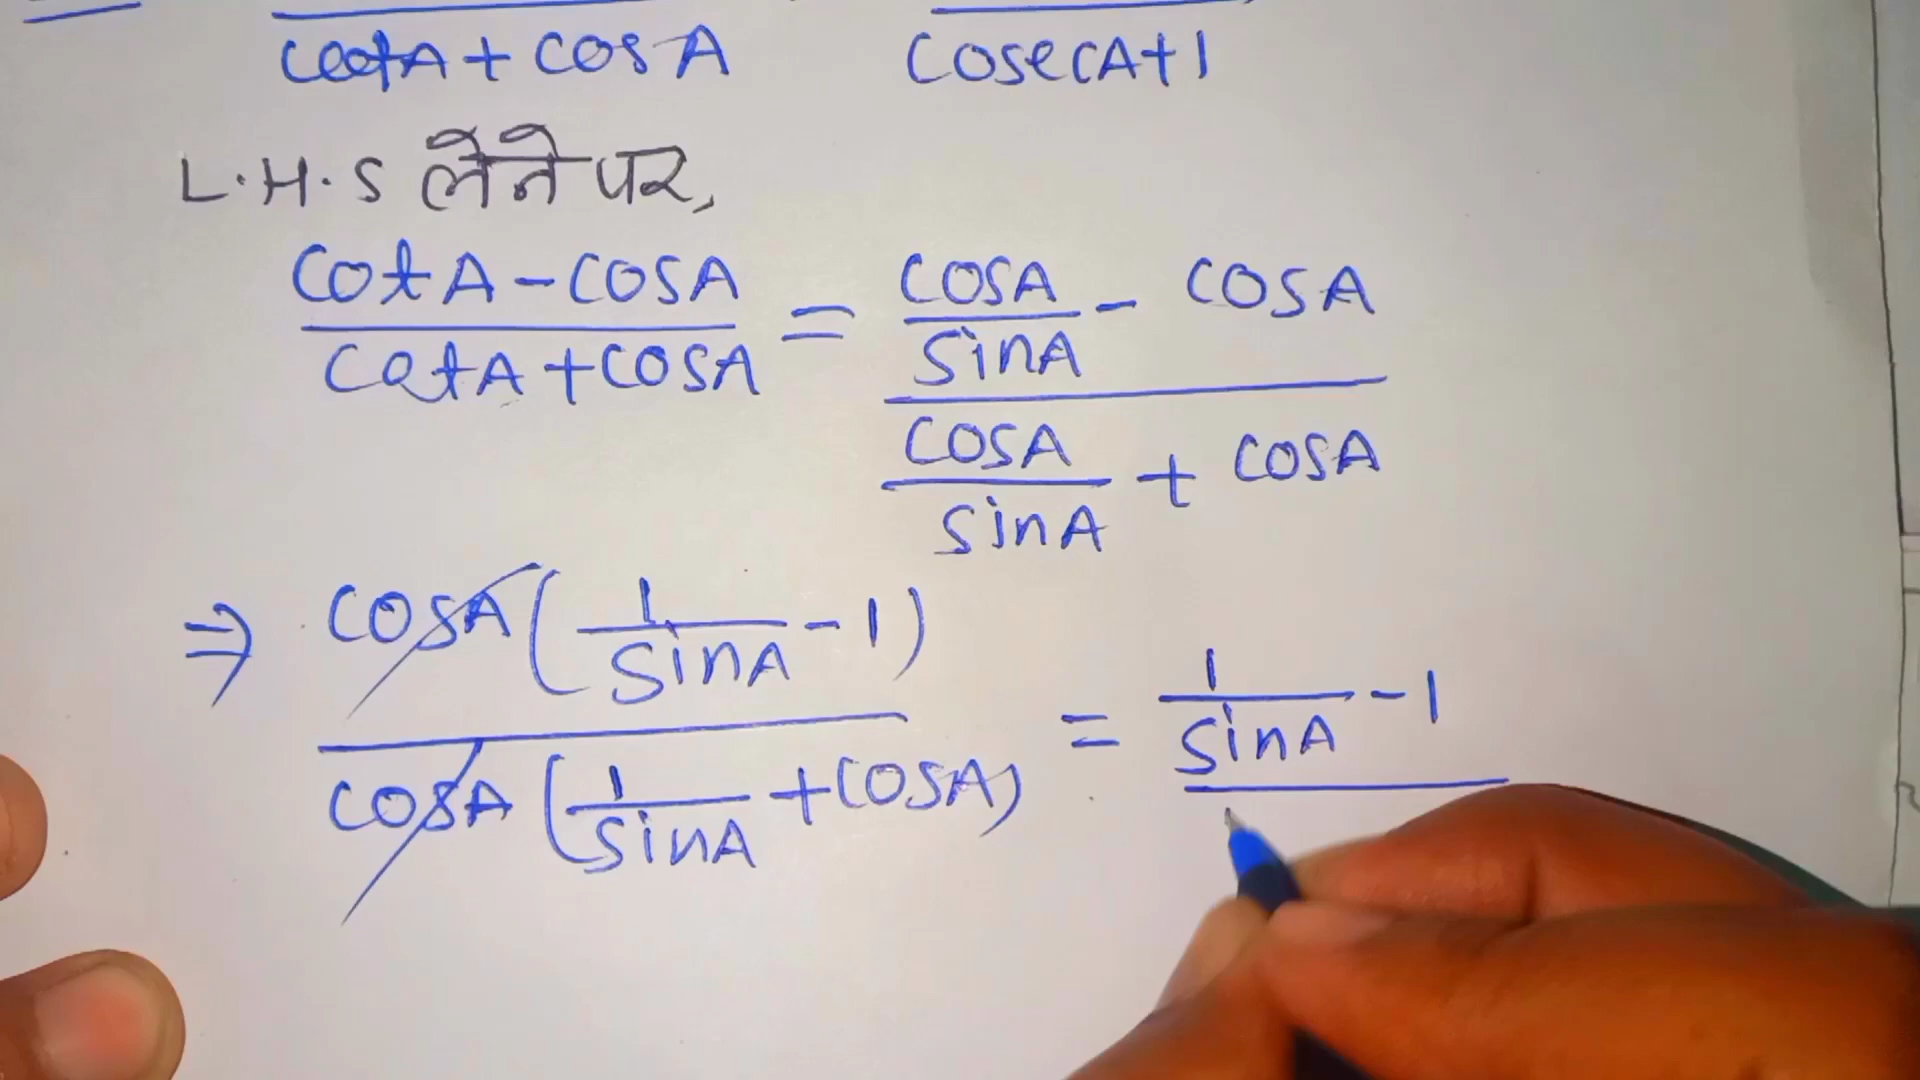 cotA + cosA   cosecA+1
L.H.S लेने पर,
cotA - cosA / cotA + cosA = cosA/sinA - cosA / cosA/sinA + cosA
⇒ cosA(1/sinA - 1) / cosA(1/sinA + cosA) = 1/sinA - 1